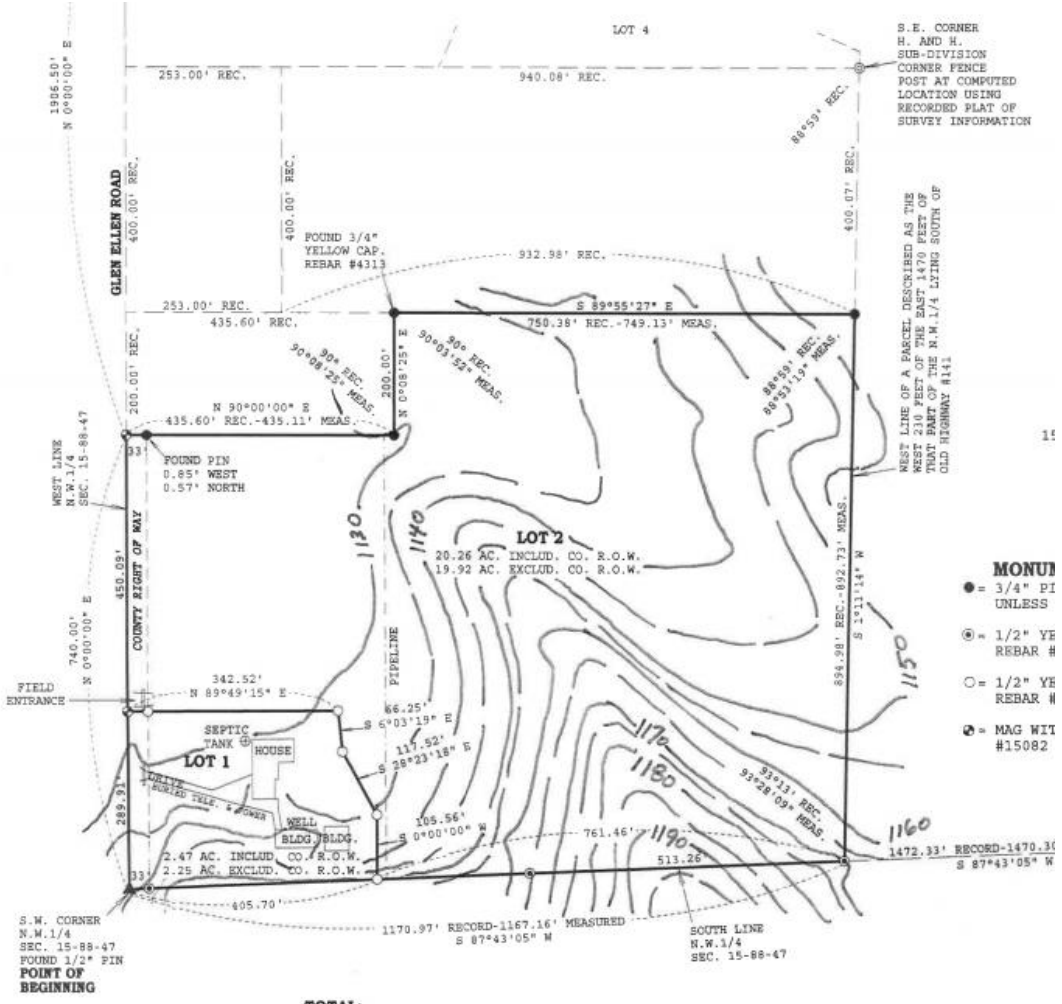 LOT 4
S.E. CORNER
H. AND H.
SUB-DIVISION
CORNER FENCE
POST AT COMPUTED
LOCATION USING
RECORDED PLAT OF
SURVEY INFORMATION
253.00' REC.
940.08' REC.
1906.50'
N 0°00'00" E
88°59' REC.
GLEN ELLEN ROAD
400.00' REC.
400.00' REC.
400.07' REC.
FOUND 3/4"
YELLOW CAP.
REBAR #4313
932.98' REC.
WEST LINE OF A PARCEL DESCRIBED AS THE
WEST 230 FEET OF THE EAST 1470 FEET OF
THAT PART OF THE N.W.1/4 LYING SOUTH OF
OLD HIGHWAY #141
253.00' REC.
435.60' REC.
S 89°55'27" E
750.38' REC.-749.13' MEAS.
200.00' REC.
90° REC.
90°08'25" MEAS.
200.00'
N 0°08'25" E
90° REC.
90°03'52" MEAS.
88°59' REC.
88°53'19" MEAS.
N 90°00'00" E
435.60' REC.-435.11' MEAS.
33'
FOUND PIN
0.85' WEST
0.57' NORTH
WEST LINE
N.W.1/4
SEC. 15-88-47
15
1130
1140
LOT 2
20.26 AC. INCLUD. CO. R.O.W.
19.92 AC. EXCLUD. CO. R.O.W.
450.09'
COUNTY RIGHT OF WAY
740.00'
N 0°00'00" E
PIPELINE
894.98' REC.-892.73' MEAS.
S 1°11'14" W
1150
MONUM
= 3/4" PI
UNLESS
= 1/2" YE
REBAR #
= 1/2" YE
REBAR #
= MAG WIT
#15082
FIELD
ENTRANCE
342.52'
N 89°49'15" E
66.25'
S 6°03'19" E
117.52'
S 28°23'18" E
SEPTIC
TANK
HOUSE
LOT 1
DRIVE
BURIED TELE. & POWER
WELL
BLDG.
BLDG.
289.91'
105.56'
S 0°00'00" E
1170
1180
1190
1160
93°13' REC.
93°28'09" MEAS.
761.46'
513.26'
2.47 AC. INCLUD. CO. R.O.W.
2.25 AC. EXCLUD. CO. R.O.W.
33'
405.70'
1472.33' RECORD-1470.30
S 87°43'05" W
1170.97' RECORD-1167.16' MEASURED
S 87°43'05" W
SOUTH LINE
N.W.1/4
SEC. 15-88-47
S.W. CORNER
N.W.1/4
SEC. 15-88-47
FOUND 1/2" PIN
POINT OF
BEGINNING
TOTAL: